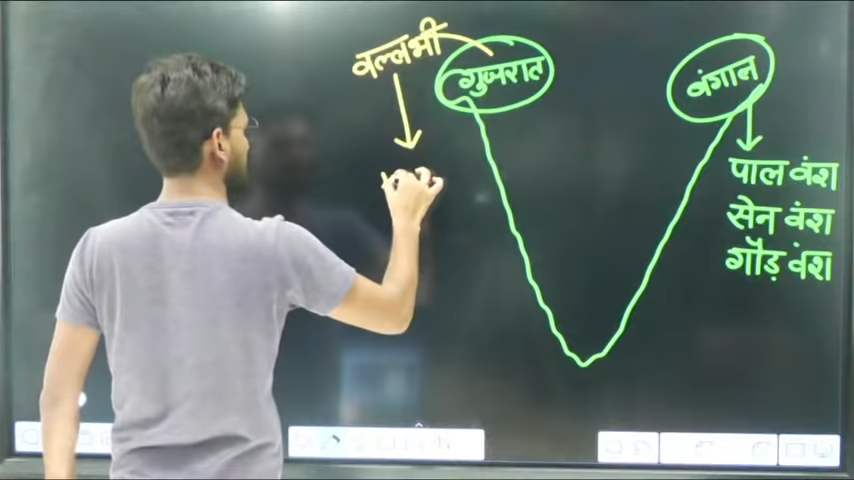 वल्लभी
गुजरात
वंगाल
पाल वंश
सेन वंश
गौड़ वंश